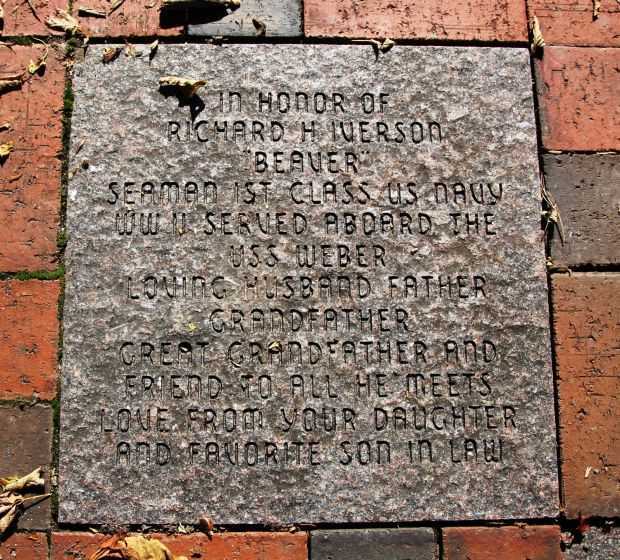 IN HONOR OF
RICHARD H IVERSON
"BEAVER"
SEAMAN 1ST CLASS US NAVY
WW II SERVED ABOARD THE
USS WEBER
LOVING HUSBAND FATHER
GRANDFATHER
GREAT GRANDFATHER AND
FRIEND TO ALL HE MEETS
LOVE FROM YOUR DAUGHTER
AND FAVORITE SON IN LAW